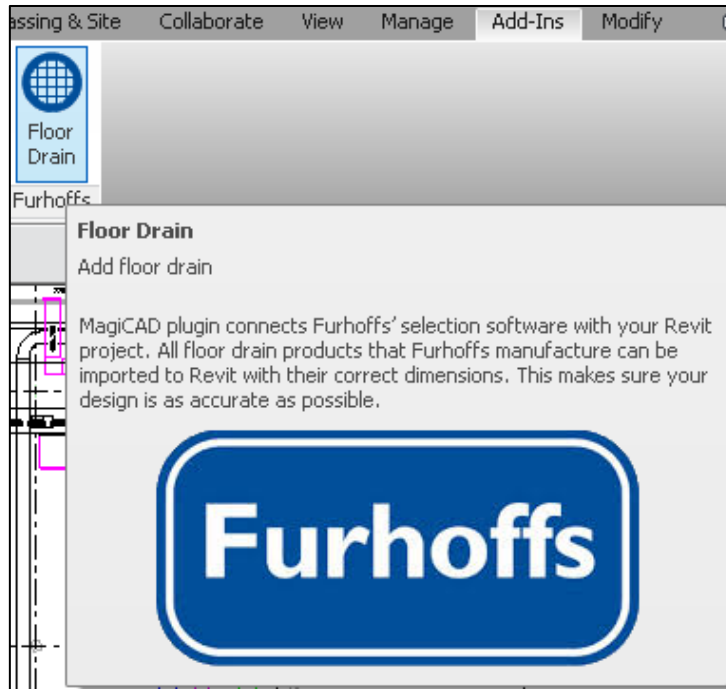 assing & Site Collaborate View Manage Add-Ins Modify
Floor
Drain
Furhoffs
Floor Drain
Add floor drain
MagiCAD plugin connects Furhoffs' selection software with your Revit
project. All floor drain products that Furhoffs manufacture can be
imported to Revit with their correct dimensions. This makes sure your
design is as accurate as possible.
Furhoffs